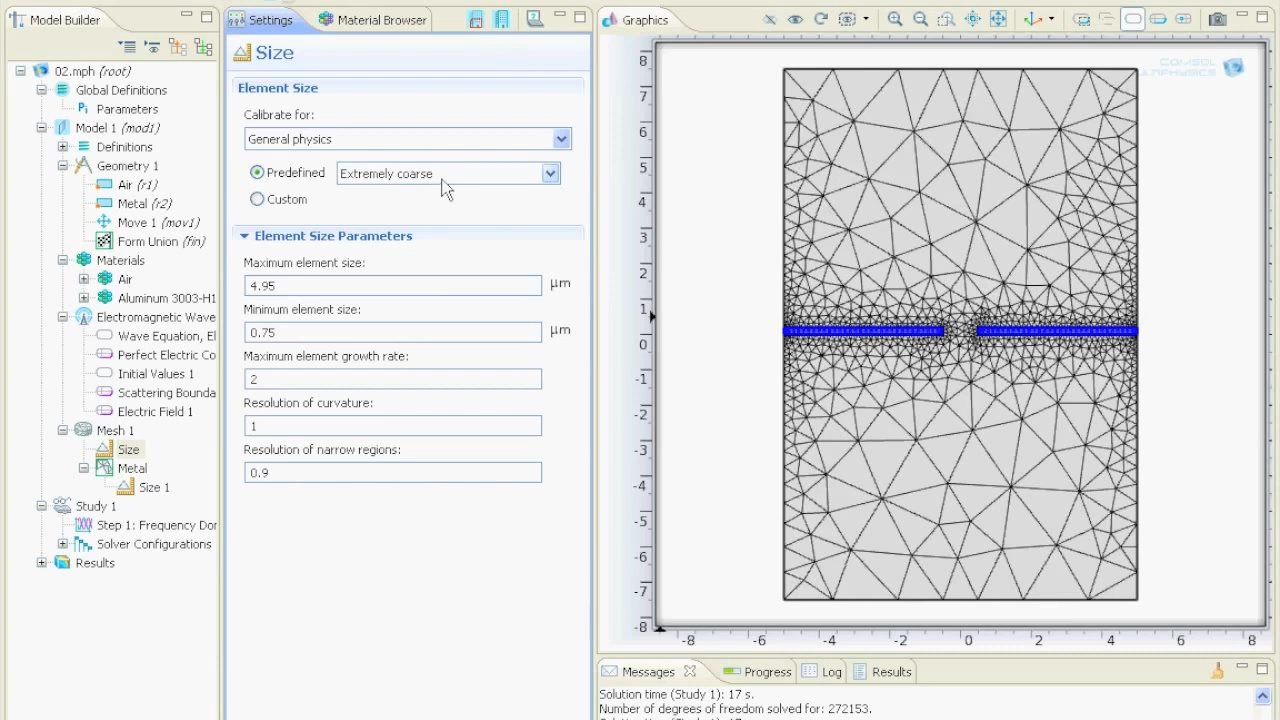 Model Builder
02.mph (root)
Global Definitions
Parameters
Model 1 (mod1)
Definitions
Geometry 1
Air (r1)
Metal (r2)
Move 1 (mov1)
Form Union (fin)
Materials
Air
Aluminum 3003-H1
Electromagnetic Wave
Wave Equation, El
Perfect Electric Co
Initial Values 1
Scattering Bounda
Electric Field 1
Mesh 1
Size
Metal
Size 1
Study 1
Step 1: Frequency Dor
Solver Configurations
Results
Settings
Material Browser
Size
Element Size
Calibrate for:
General physics
Predefined
Extremely coarse
Custom
Element Size Parameters
Maximum element size:
4.95
µm
Minimum element size:
0.75
µm
Maximum element growth rate:
2
Resolution of curvature:
1
Resolution of narrow regions:
0.9
Graphics
COMSOL
MULTIPHYSICS
8
7
6
5
4
3
2
1
0
-1
-2
-3
-4
-5
-6
-7
-8
-8 -6 -4 -2 0 2 4 6 8
Messages
Progress
Log
Results
Solution time (Study 1): 17 s.
Number of degrees of freedom solved for: 272153.